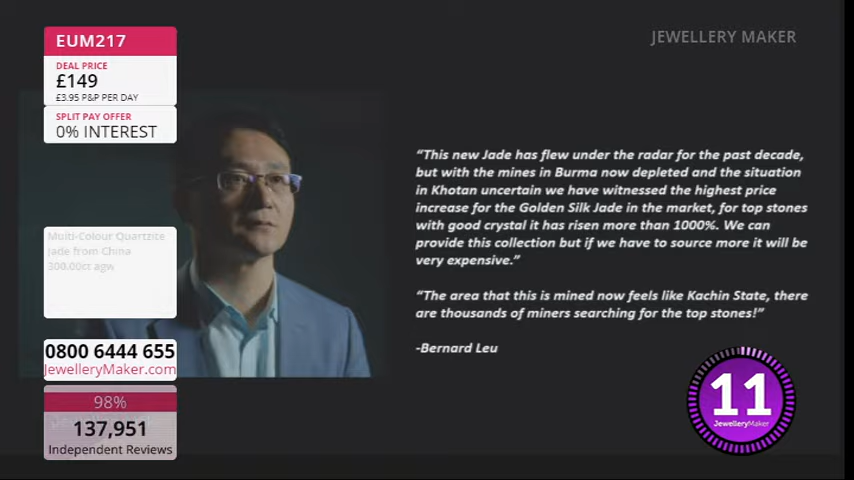 EUM217
DEAL PRICE
£149
£3.95 P&P PER DAY
SPLIT PAY OFFER
0% INTEREST
Multi-Colour Quartzite
Jade from China
300.00ct agw
0800 6444 655
JewelleryMaker.com
98%
137,951
Independent Reviews
JEWELLERY MAKER
“This new Jade has flew under the radar for the past decade,
but with the mines in Burma now depleted and the situation
in Khotan uncertain we have witnessed the highest price
increase for the Golden Silk Jade in the market, for top stones
with good crystal it has risen more than 1000%. We can
provide this collection but if we have to source more it will be
very expensive.”
“The area that this is mined now feels like Kachin State, there
are thousands of miners searching for the top stones!”
-Bernard Leu
11
JewelleryMaker